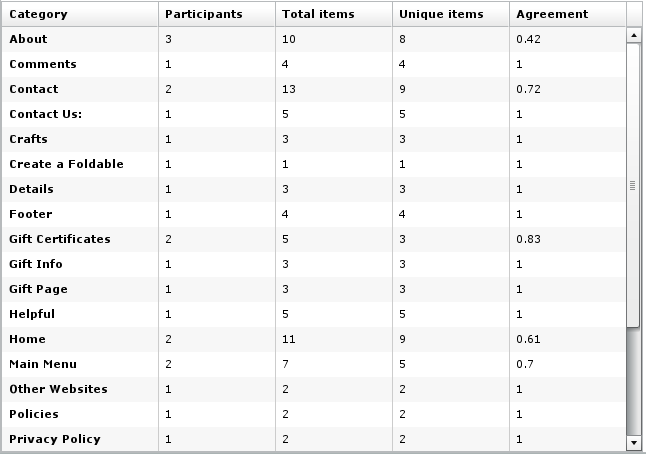 Category Participants Total items Unique items Agreement
About 3 10 8 0.42
Comments 1 4 4 1
Contact 2 13 9 0.72
Contact Us: 1 5 5 1
Crafts 1 3 3 1
Create a Foldable 1 1 1 1
Details 1 3 3 1
Footer 1 4 4 1
Gift Certificates 2 5 3 0.83
Gift Info 1 3 3 1
Gift Page 1 3 3 1
Helpful 1 5 5 1
Home 2 11 9 0.61
Main Menu 2 7 5 0.7
Other Websites 1 2 2 1
Policies 1 2 2 1
Privacy Policy 1 2 2 1